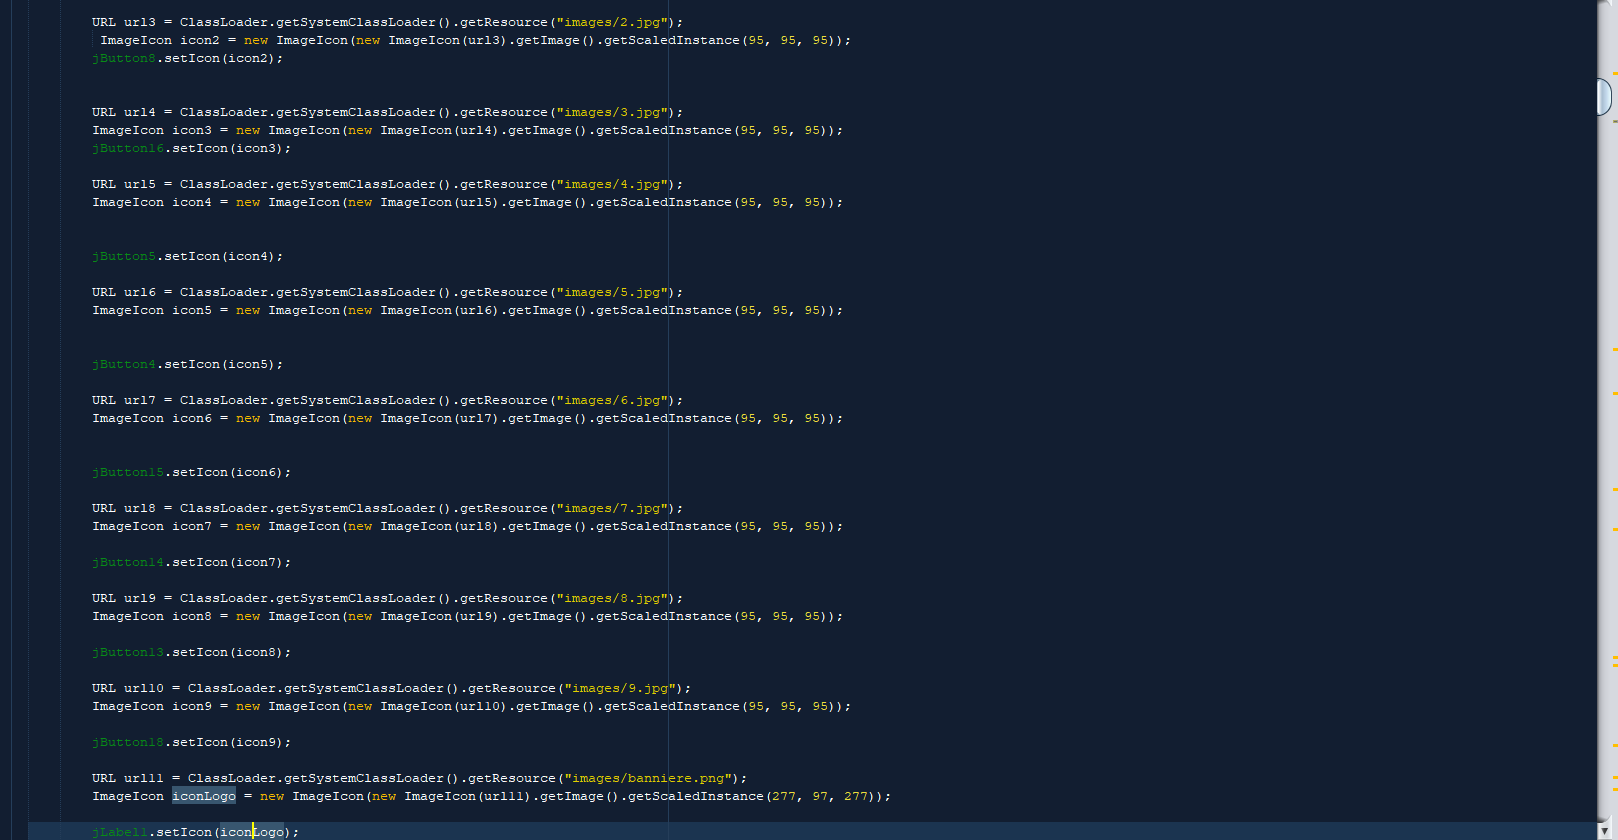 URL url3 = ClassLoader.getSystemClassLoader().getResource("images/2.jpg");
ImageIcon icon2 = new ImageIcon(new ImageIcon(url3).getImage().getScaledInstance(95, 95, 95));
jButton8.setIcon(icon2);
URL url4 = ClassLoader.getSystemClassLoader().getResource("images/3.jpg");
ImageIcon icon3 = new ImageIcon(new ImageIcon(url4).getImage().getScaledInstance(95, 95, 95));
jButton16.setIcon(icon3);
URL url5 = ClassLoader.getSystemClassLoader().getResource("images/4.jpg");
ImageIcon icon4 = new ImageIcon(new ImageIcon(url5).getImage().getScaledInstance(95, 95, 95));
jButton5.setIcon(icon4);
URL url6 = ClassLoader.getSystemClassLoader().getResource("images/5.jpg");
ImageIcon icon5 = new ImageIcon(new ImageIcon(url6).getImage().getScaledInstance(95, 95, 95));
jButton4.setIcon(icon5);
URL url7 = ClassLoader.getSystemClassLoader().getResource("images/6.jpg");
ImageIcon icon6 = new ImageIcon(new ImageIcon(url7).getImage().getScaledInstance(95, 95, 95));
jButton15.setIcon(icon6);
URL url8 = ClassLoader.getSystemClassLoader().getResource("images/7.jpg");
ImageIcon icon7 = new ImageIcon(new ImageIcon(url8).getImage().getScaledInstance(95, 95, 95));
jButton14.setIcon(icon7);
URL url9 = ClassLoader.getSystemClassLoader().getResource("images/8.jpg");
ImageIcon icon8 = new ImageIcon(new ImageIcon(url9).getImage().getScaledInstance(95, 95, 95));
jButton13.setIcon(icon8);
URL url10 = ClassLoader.getSystemClassLoader().getResource("images/9.jpg");
ImageIcon icon9 = new ImageIcon(new ImageIcon(url10).getImage().getScaledInstance(95, 95, 95));
jButton18.setIcon(icon9);
URL url11 = ClassLoader.getSystemClassLoader().getResource("images/banniere.png");
ImageIcon iconLogo = new ImageIcon(new ImageIcon(url11).getImage().getScaledInstance(277, 97, 277));
jLabel1.setIcon(iconLogo);